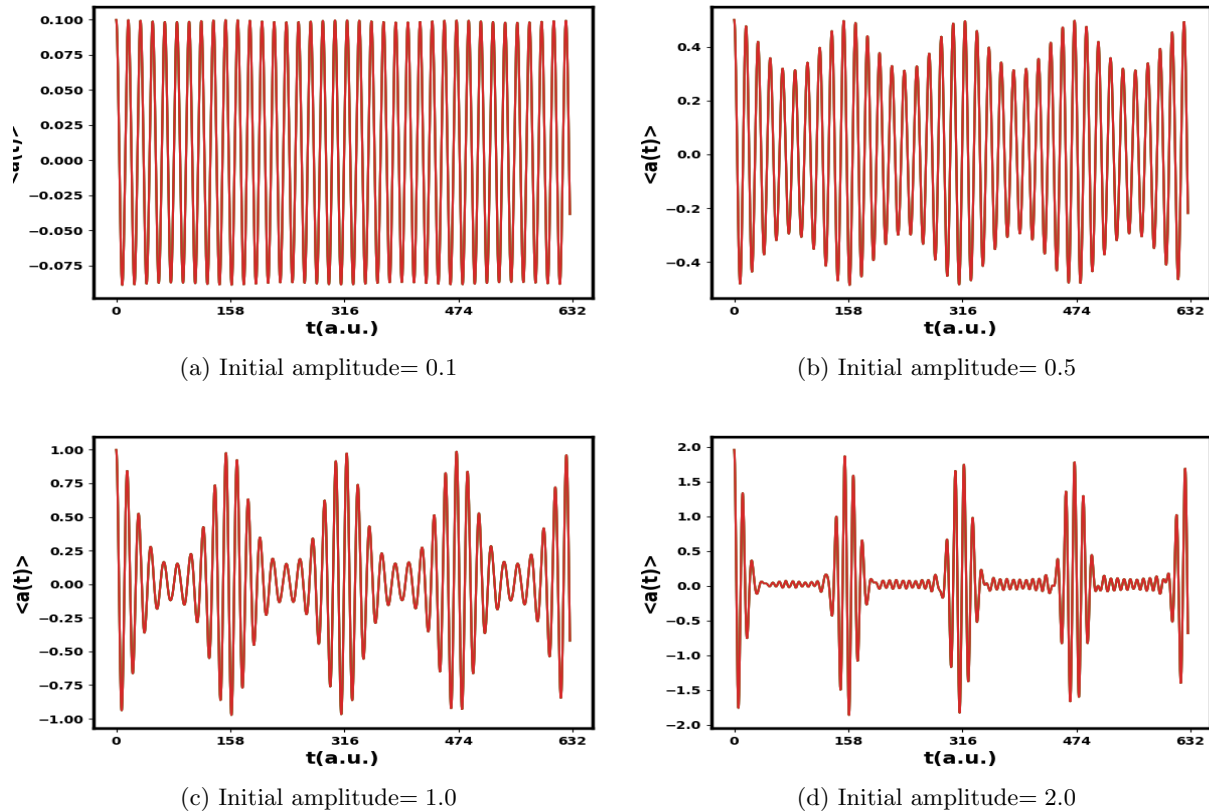 0.100
0.075
0.050
0.025
0.000
−0.025
−0.050
−0.075
<a(t)>
0 158 316 474 632
t(a.u.)
(a) Initial amplitude= 0.1
0.4
0.2
0.0
−0.2
−0.4
<a(t)>
0 158 316 474 632
t(a.u.)
(b) Initial amplitude= 0.5
1.00
0.75
0.50
0.25
0.00
−0.25
−0.50
−0.75
−1.00
<a(t)>
0 158 316 474 632
t(a.u.)
(c) Initial amplitude= 1.0
2.0
1.5
1.0
0.5
0.0
−0.5
−1.0
−1.5
−2.0
<a(t)>
0 158 316 474 632
t(a.u.)
(d) Initial amplitude= 2.0